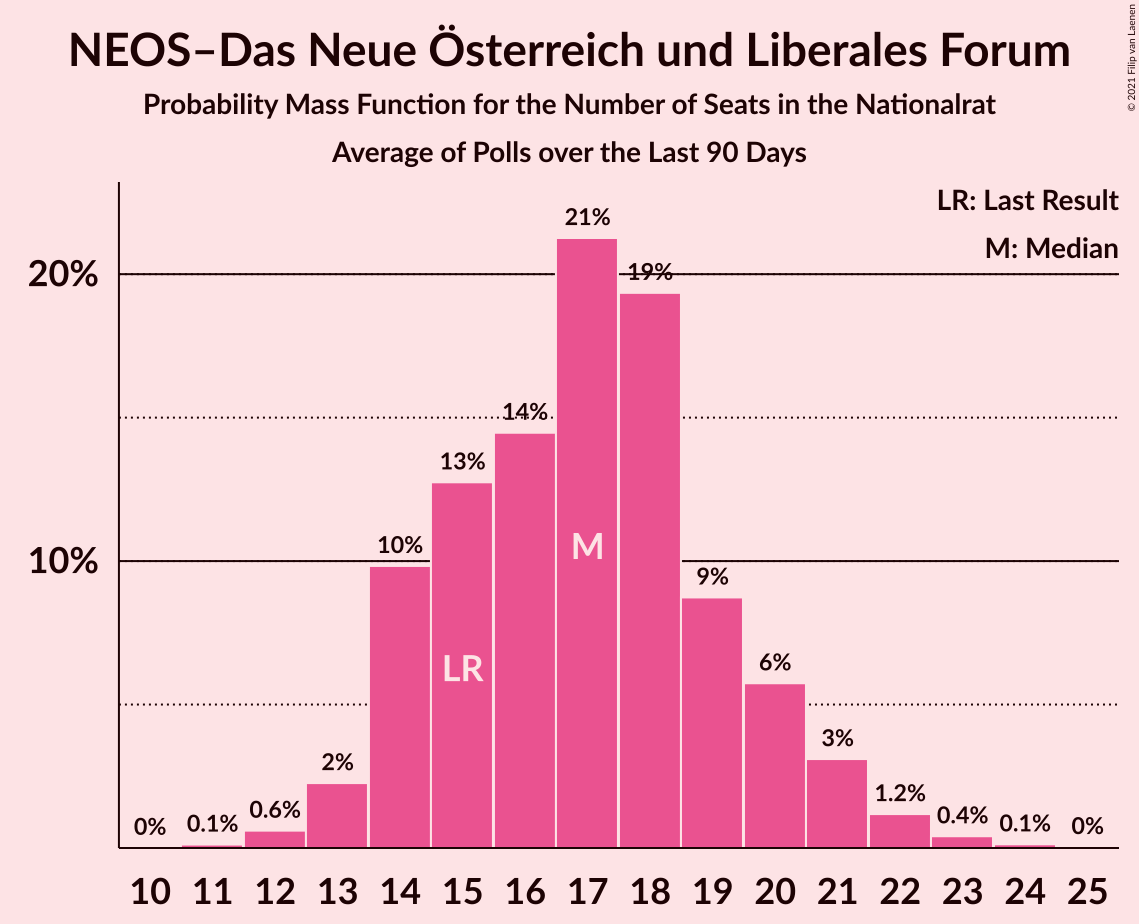 NEOS–Das Neue Österreich und Liberales Forum
Probability Mass Function for the Number of Seats in the Nationalrat
Average of Polls over the Last 90 Days
© 2021 Filip van Laenen
LR: Last Result
M: Median
20%
10%
0%
0.1%
0.6%
2%
10%
13%
14%
21%
19%
9%
6%
3%
1.2%
0.4%
0.1%
0%
LR
M
10 11 12 13 14 15 16 17 18 19 20 21 22 23 24 25